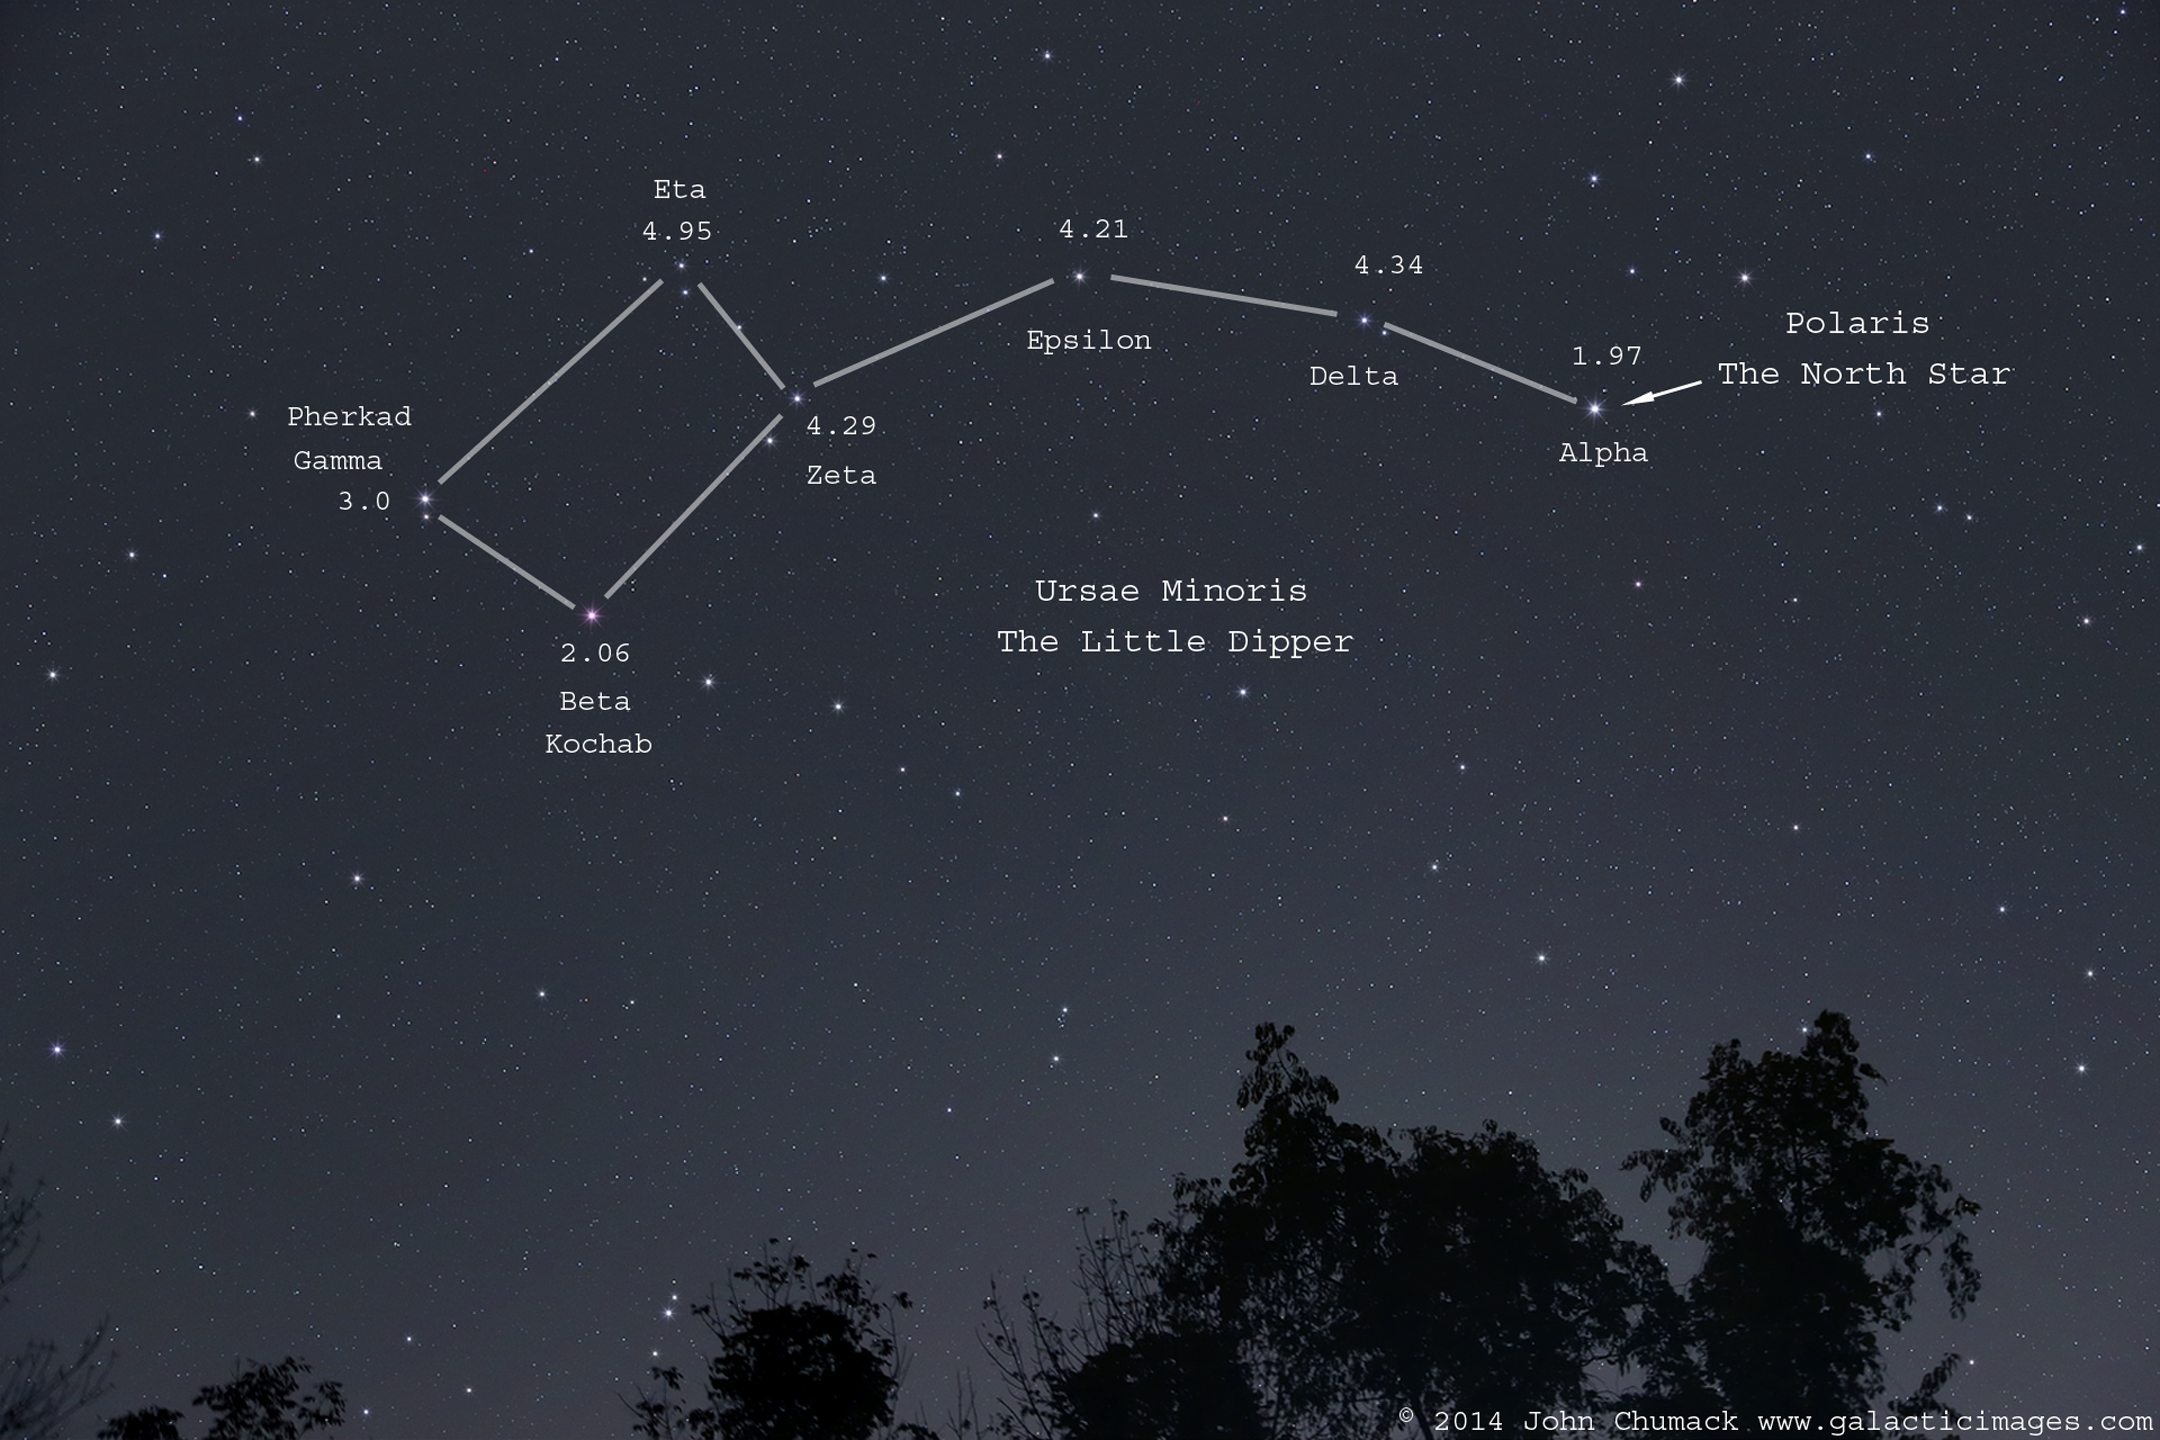 Eta
4.95
4.21
4.34
Polaris
1.97
The North Star
Epsilon
Delta
Pherkad
Gamma
3.0
4.29
Zeta
Alpha
Ursae Minoris
The Little Dipper
2.06
Beta
Kochab
© 2014 John Chumack www.galacticimages.com